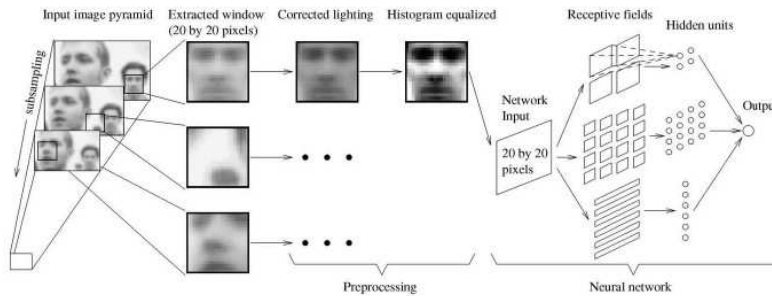 Input image pyramid
Extracted window
(20 by 20 pixels)
Corrected lighting
Histogram equalized
Receptive fields
Hidden units
subsampling
Network
Input
20 by 20
pixels
Output
Preprocessing
Neural network